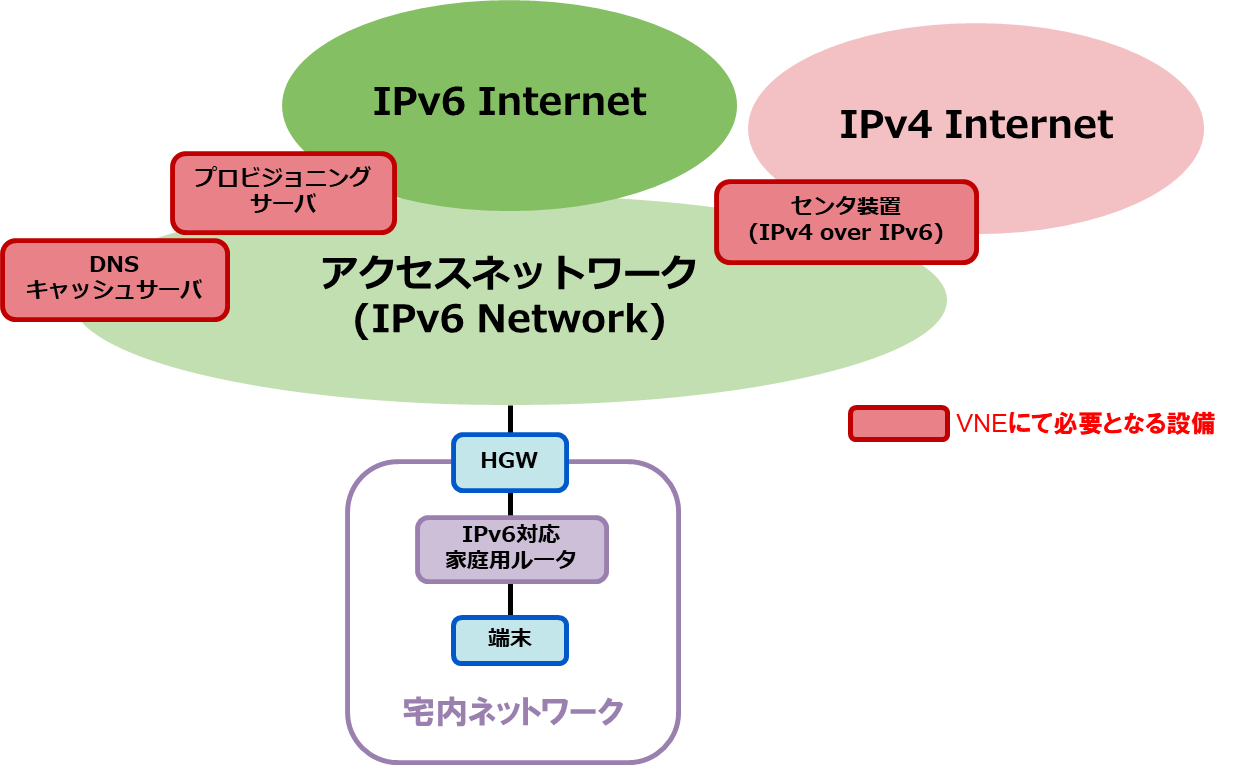 IPv6 Internet
IPv4 Internet
プロビジョニング
サーバ
センタ装置
(IPv4 over IPv6)
DNS
キャッシュサーバ
アクセスネットワーク
(IPv6 Network)
VNEにて必要となる設備
HGW
IPv6対応
家庭用ルータ
端末
宅内ネットワーク